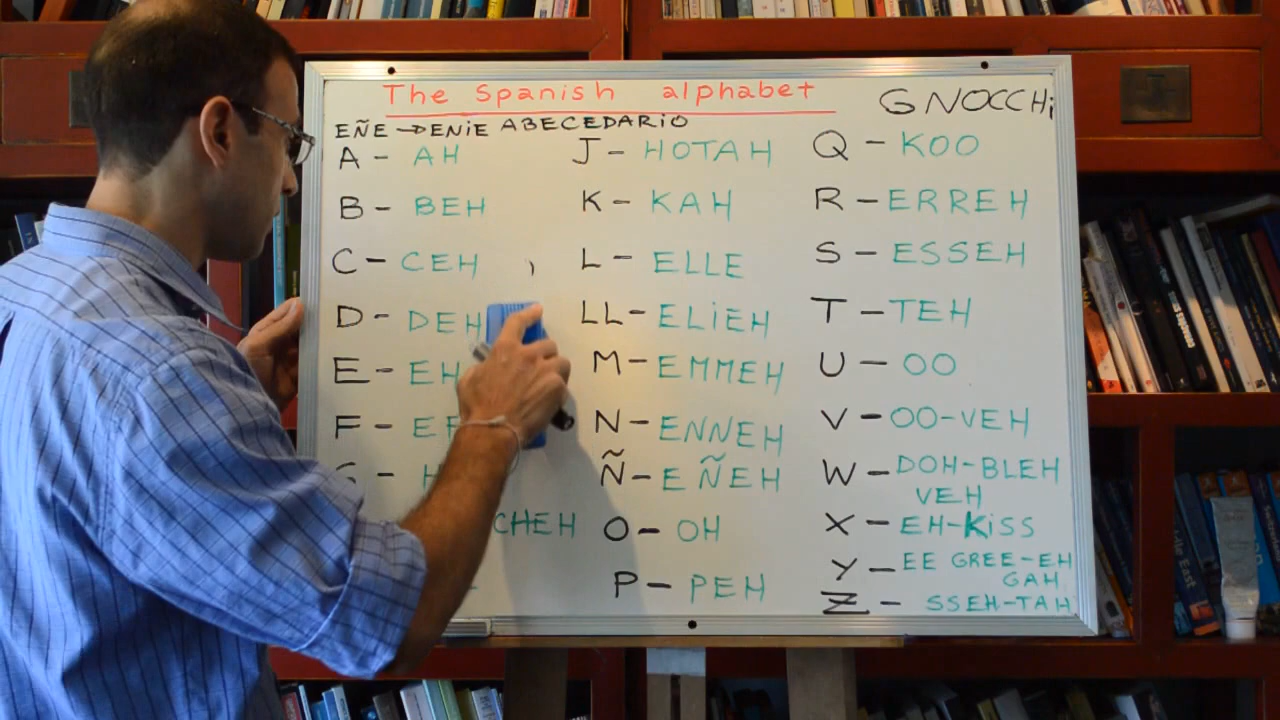 The Spanish alphabet
GNOCCHi
EÑE → DENIE ABECEDARIO
A - AH
B - BEH
C - CEH
D - DEH
E - EH
F - EF
CHEH
J - HOTAH
K - KAH
L - ELLE
LL - ELiEH
M - EMMEH
N - ENNEH
Ñ - EÑEH
O - OH
P - PEH
Q - KOO
R - ERREH
S - ESSEH
T - TEH
U - OO
V - OO-VEH
W - DOH-BLEH
VEH
X - EH-KiSS
Y - EE GREE-EH
GAH
Z - SSEH-TAH